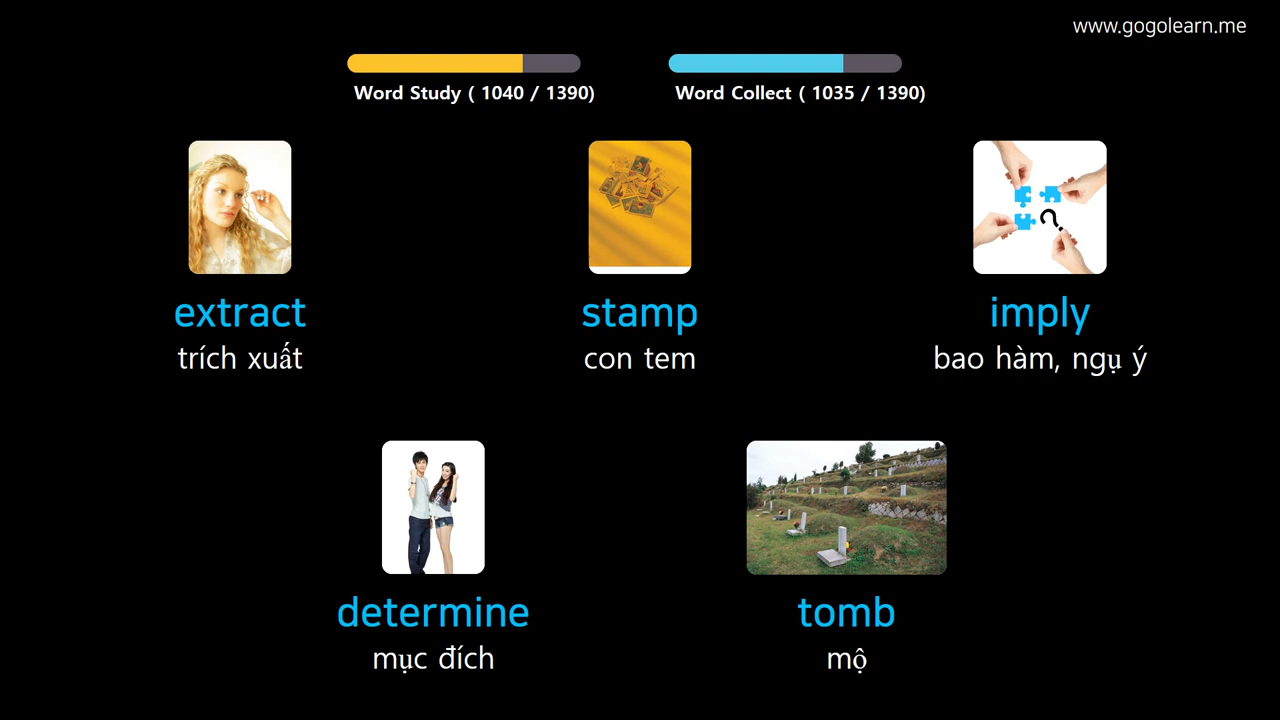 www.gogolearn.me
Word Study ( 1040 / 1390)
Word Collect ( 1035 / 1390)
extract
trích xuất
stamp
con tem
imply
bao hàm, ngụ ý
determine
mục đích
tomb
mộ